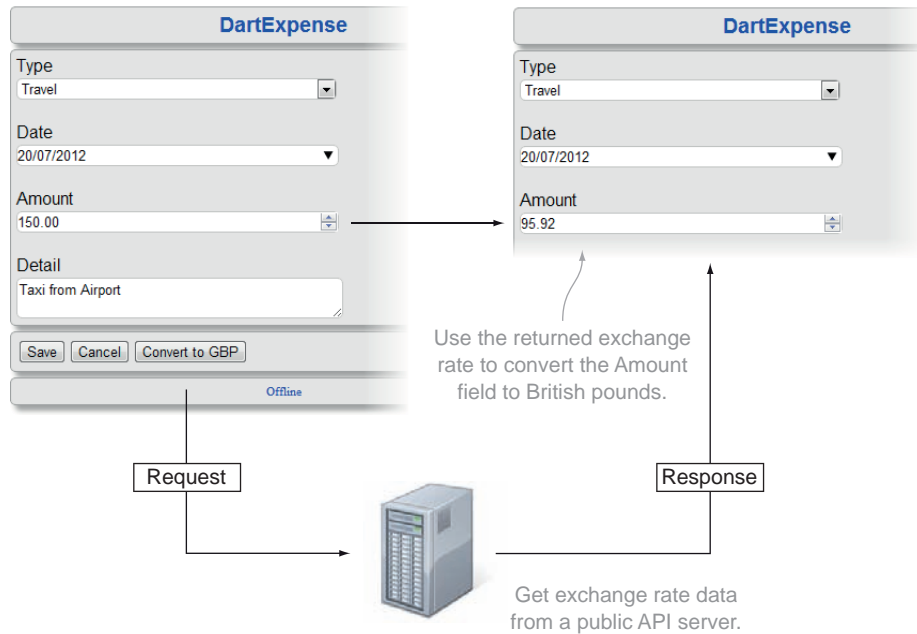 DartExpense
Type
Travel
Date
20/07/2012
Amount
150.00
Detail
Taxi from Airport
Save Cancel Convert to GBP
Offline
DartExpense
Type
Travel
Date
20/07/2012
Amount
95.92
Use the returned exchange
rate to convert the Amount
field to British pounds.
Request
Response
Get exchange rate data
from a public API server.